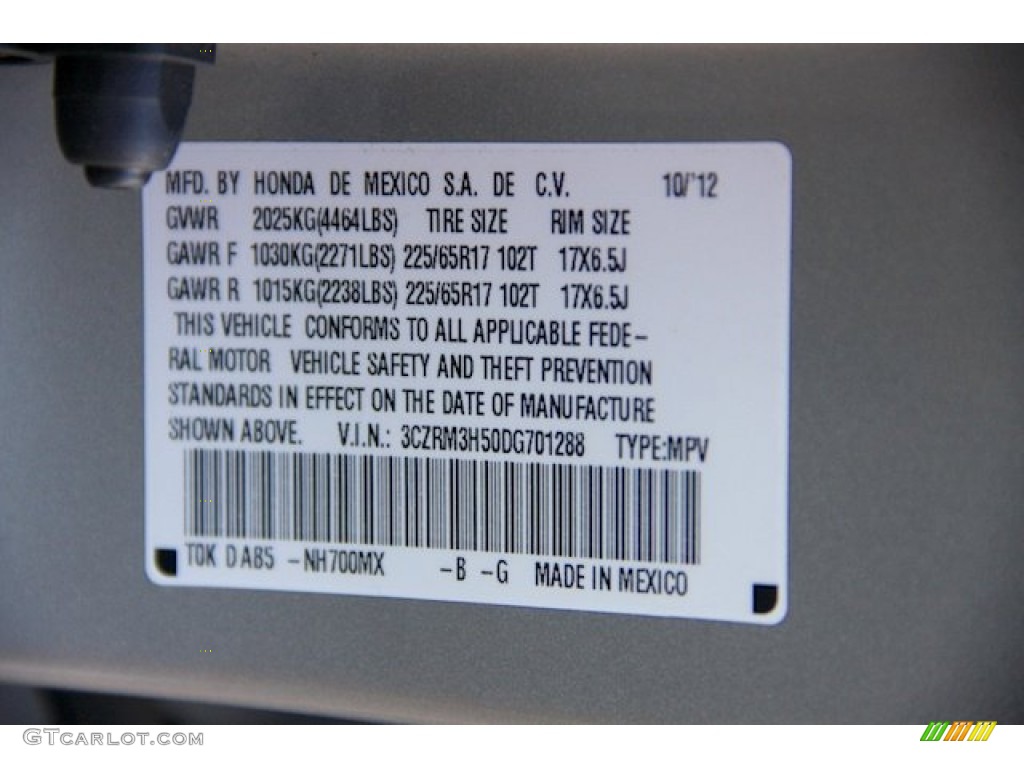 MFD. BY HONDA DE MEXICO S.A. DE C.V. 10/'12
GVWR 2025KG(4464LBS) TIRE SIZE RIM SIZE
GAWR F 1030KG(2271LBS) 225/65R17 102T 17X6.5J
GAWR R 1015KG(2238LBS) 225/65R17 102T 17X6.5J
THIS VEHICLE CONFORMS TO ALL APPLICABLE FEDE-
RAL MOTOR VEHICLE SAFETY AND THEFT PREVENTION
STANDARDS IN EFFECT ON THE DATE OF MANUFACTURE
SHOWN ABOVE. V.I.N.: 3CZRM3H50DG701288 TYPE:MPV
T0K D A85 -NH700MX -B -G MADE IN MEXICO
GTCARLOT.COM